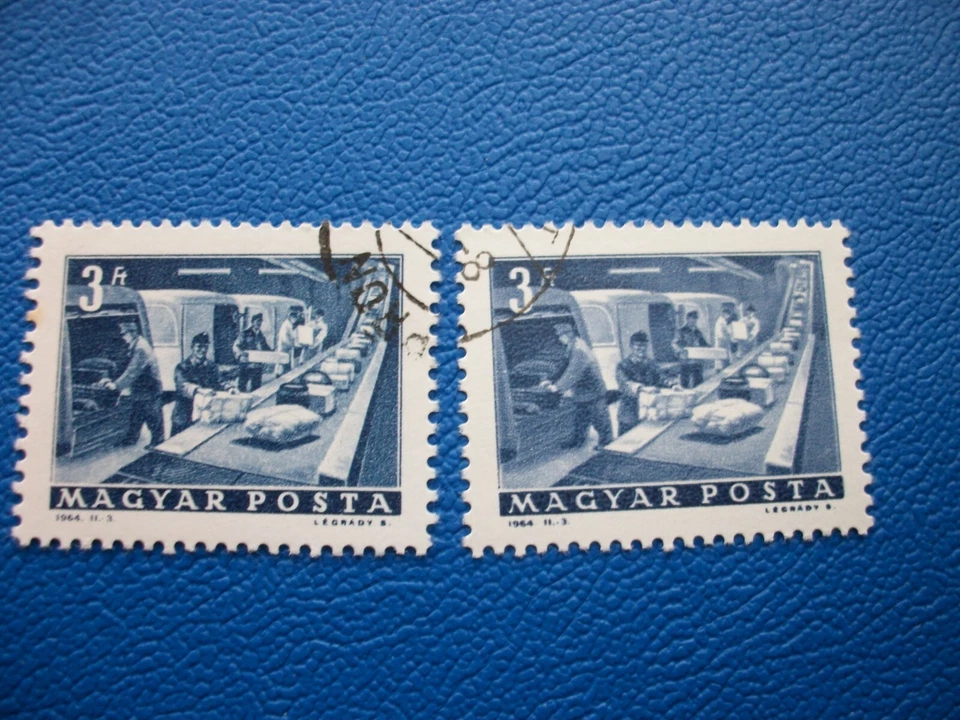 3 Ft
MAGYAR POSTA
1964. II.-3.
LÉGRÁDY S.
3 Ft
MAGYAR POSTA
1964. II.-3.
LÉGRÁDY S.